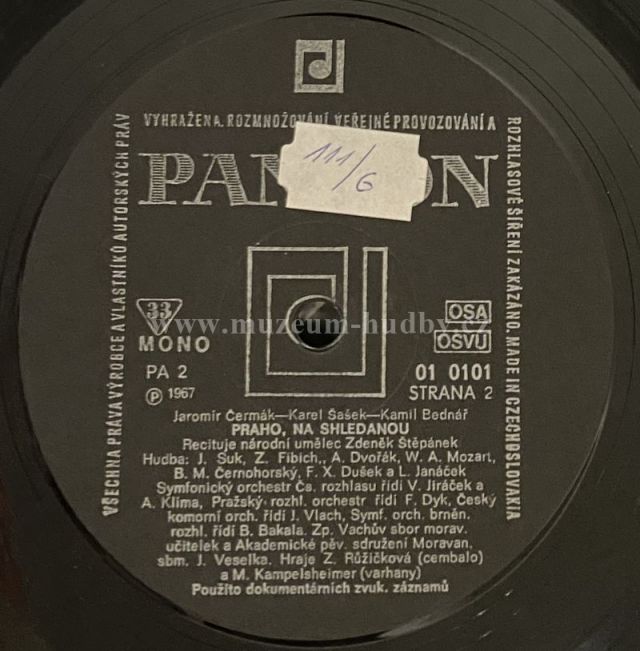 VŠECHNA PRÁVA VÝROBCE A VLASTNÍKŮ AUTORSKÝCH PRÁV
VYHRAŽENA. ROZMNOŽOVÁNÍ, VEŘEJNÉ PROVOZOVÁNÍ A
ROZHLASOVÉ ŠÍŘENÍ ZAKÁZÁNO. MADE IN CZECHOSLOVAKIA
111/G
33
MONO
PA 2
Ⓟ 1967
OSA
OSVU
01 0101
STRANA 2
www.muzeum-hudby.cz
Jaromír Čermák—Karel Šašek—Kamil Bednář
PRAHO, NA SHLEDANOU
Recituje národní umělec Zdeněk Štěpánek
Hudba: J. Suk, Z. Fibich, A. Dvořák, W. A. Mozart,
B. M. Černohorský, F. X. Dušek a L. Janáček
Symfonický orchestr Čs. rozhlasu řídí V. Jiráček a
A. Klíma, Pražský rozhl. orchestr řídí F. Dyk, Český
komorní orch. řídí J. Vlach, Symf. orch. brněn.
rozhl. řídí B. Bakala. Zp. Vachův sbor morav.
učitelek a Akademické pěv. sdružení Moravan,
sbm. J. Veselka. Hraje Z. Růžičková (cembalo)
a M. Kampelsheimer (varhany)
Použito dokumentárních zvuk. záznamů